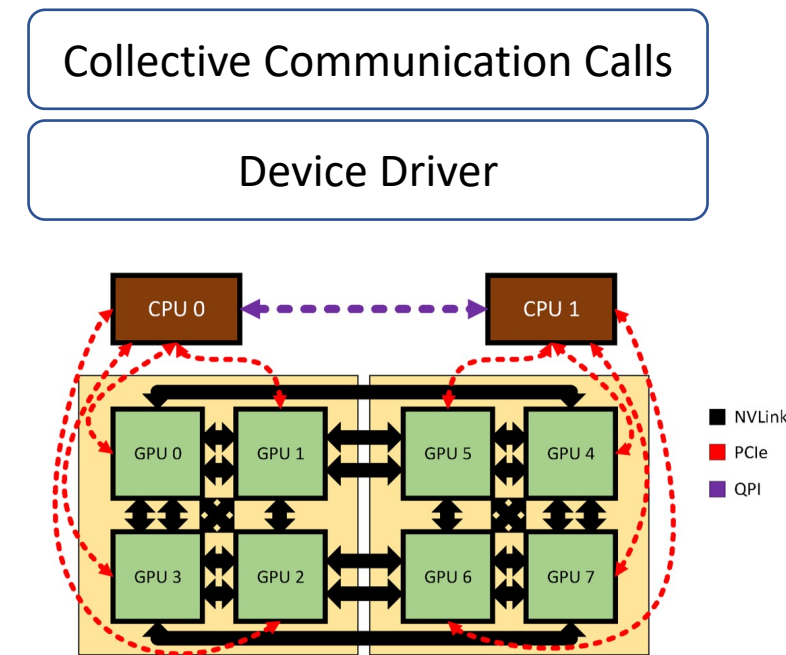 Collective Communication Calls
Device Driver
CPU 0
CPU 1
GPU 0
GPU 1
GPU 5
GPU 4
GPU 3
GPU 2
GPU 6
GPU 7
NVLink
PCIe
QPI